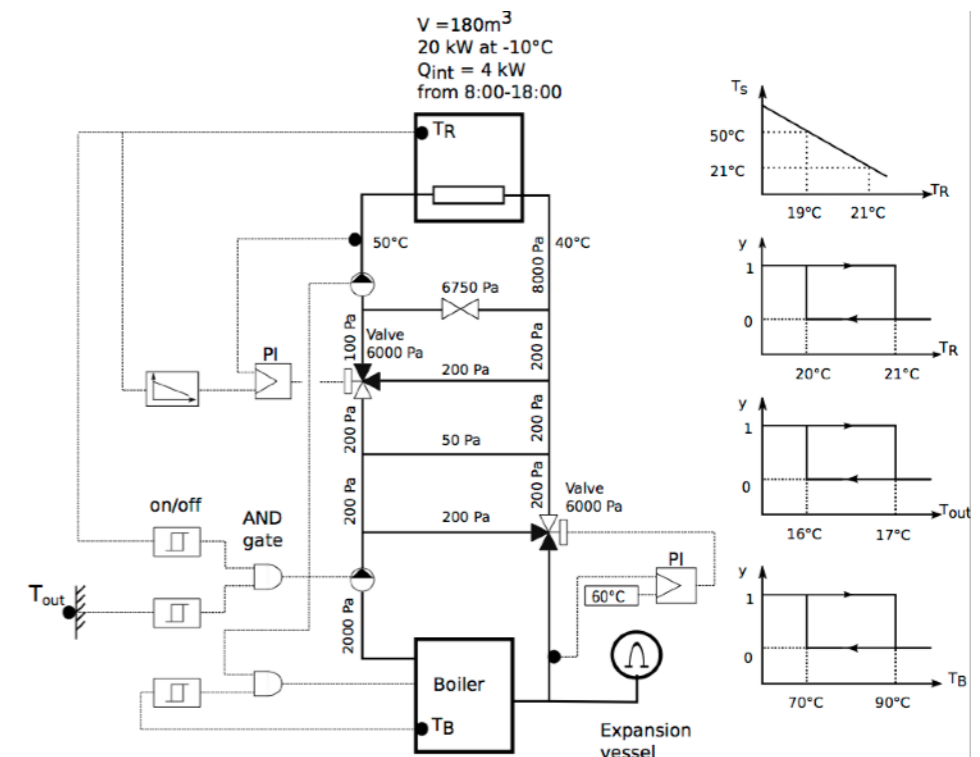 V =180m³
20 kW at -10°C
Qint = 4 kW
from 8:00-18:00
TR
50°C
40°C
8000 Pa
6750 Pa
100 Pa
Valve
6000 Pa
200 Pa
200 Pa
PI
200 Pa
200 Pa
50 Pa
200 Pa
200 Pa
200 Pa
Valve
6000 Pa
on/off
AND
gate
Tout
2000 Pa
PI
60°C
Boiler
TB
Expansion
vessel
TS
50°C
21°C
19°C
21°C
TR
y
1
0
20°C
21°C
TR
y
1
0
16°C
17°C
Tout
y
1
0
70°C
90°C
TB